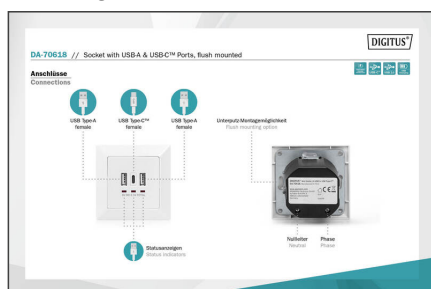 DIGITUS®
DA-70618 // Socket with USB-A & USB-C™ Ports, flush mounted
Anschlüsse
Connections
USB Type-A
female
USB Type-C™
female
USB Type-A
female
Unterputz-Montagemöglichkeit
Flush mounting option
Statusanzeigen
Status indicators
Nullleiter
Neutral
Phase
Phase